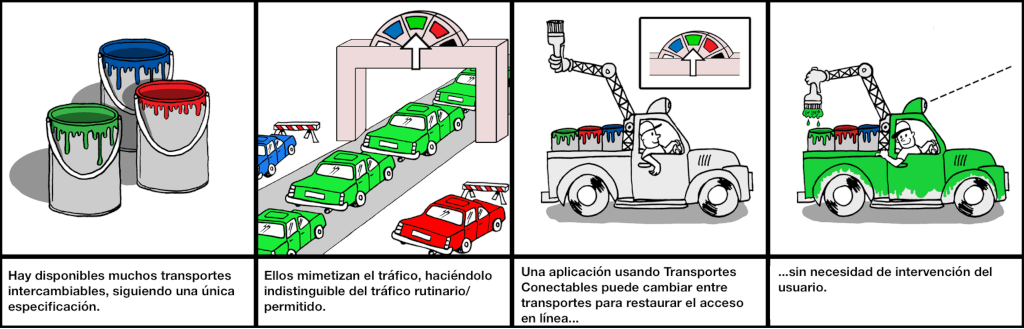 Hay disponibles muchos transportes
intercambiables, siguiendo una única
especificación.
Ellos mimetizan el tráfico, haciéndolo
indistinguible del tráfico rutinario/
permitido.
Una aplicación usando Transportes
Conectables puede cambiar entre
transportes para restaurar el acceso
en línea...
...sin necesidad de intervención del
usuario.